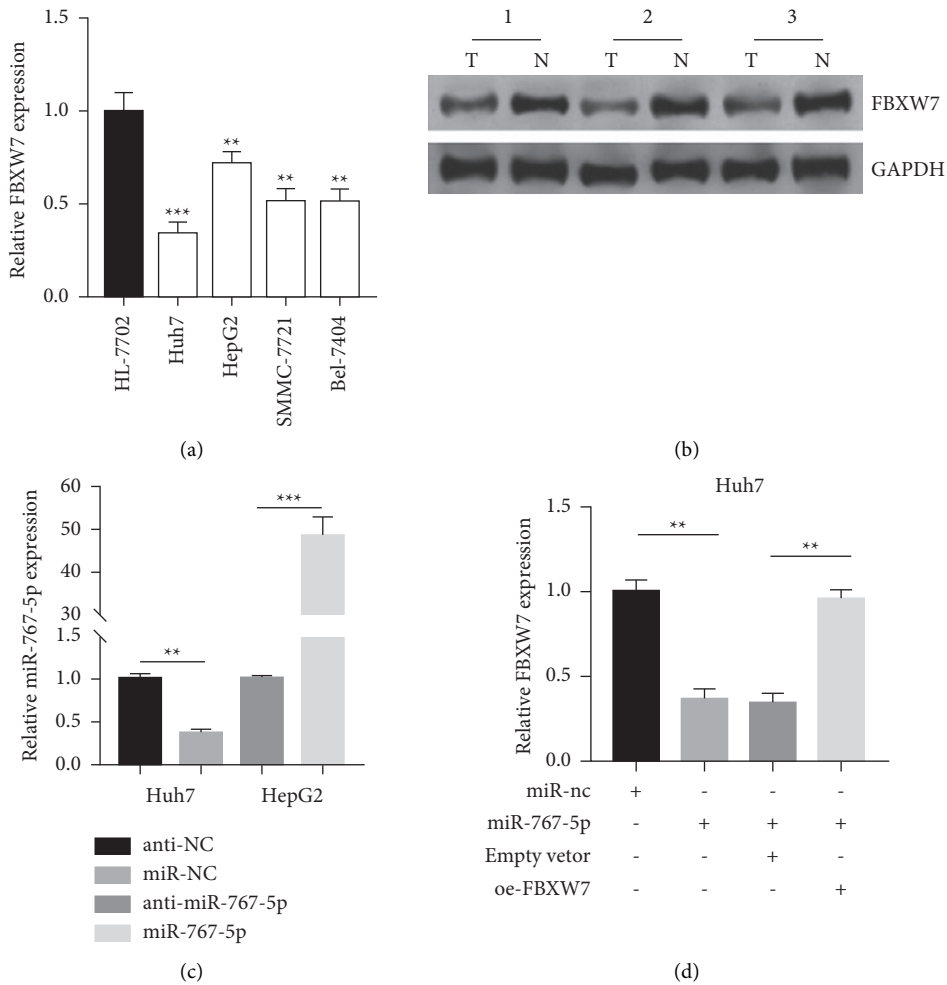 Relative FBXW7 expression
1.5
1.0
0.5
0.0
**
**
**
***
HL-7702
Huh7
HepG2
SMMC-7721
Bel-7404
(a)
1 2 3
T N T N T N
FBXW7
GAPDH
(b)
Relative miR-767-5p expression
60
50
40
30
1.5
1.0
0.5
0.0
***
**
Huh7 HepG2
anti-NC
miR-NC
anti-miR-767-5p
miR-767-5p
(c)
Huh7
Relative FBXW7 expression
1.5
1.0
0.5
0.0
**
**
miR-nc + - - -
miR-767-5p - + + +
Empty vetor - - + -
oe-FBXW7 - - - +
(d)